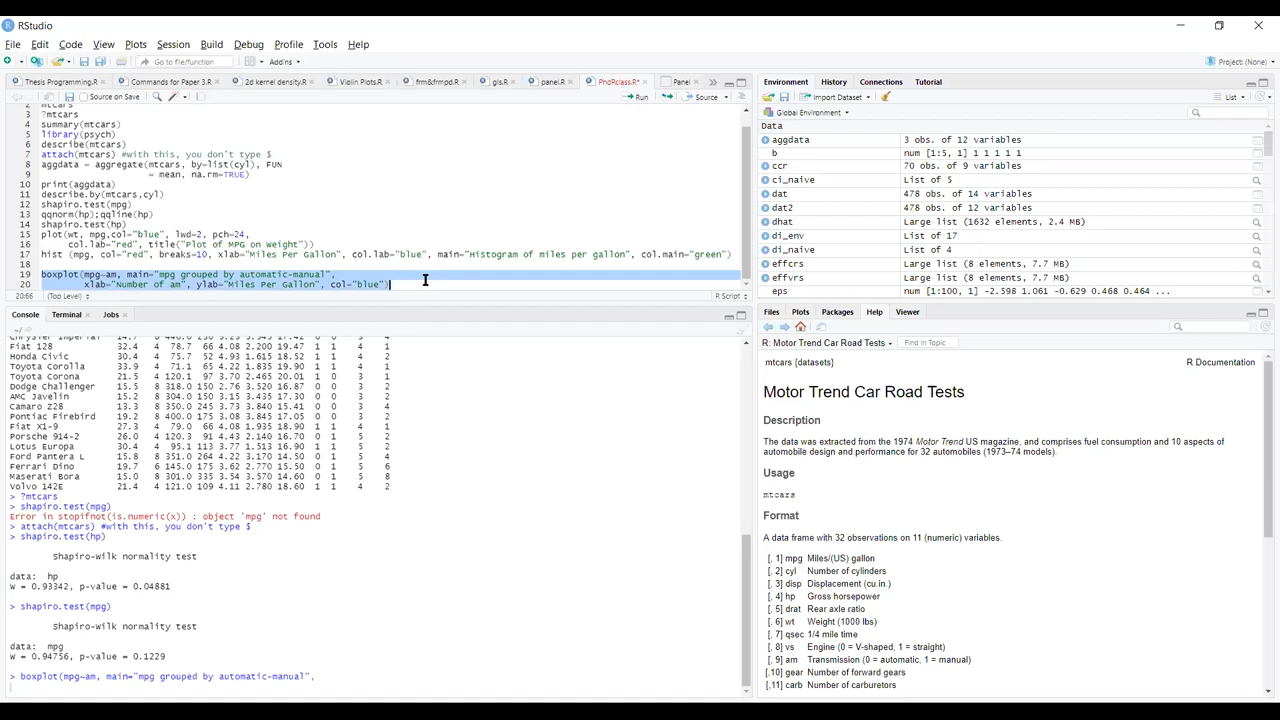 RStudio
File Edit Code View Plots Session Build Debug Profile Tools Help
Go to file/function Addins Project: (None)
Thesis Programming.R Commands for Paper 3.R 2d kernel density.R Violin Plots.R frm&frmpd.R gls.R panel.R PhdRclass.R* Panel
Source on Save Run Source
2 mtcars
3 ?mtcars
4 summary(mtcars)
5 library(psych)
6 describe(mtcars)
7 attach(mtcars) #with this, you don't type $
8 aggdata = aggregate(mtcars, by=list(cyl), FUN
9 = mean, na.rm=TRUE)
10 print(aggdata)
11 describe.by(mtcars,cyl)
12 shapiro.test(mpg)
13 qqnorm(hp);qqline(hp)
14 shapiro.test(hp)
15 plot(wt, mpg,col="blue", lwd=2, pch=24,
16 col.lab="red", title("Plot of MPG on weight"))
17 hist (mpg, col="red", breaks=10, xlab="Miles Per Gallon", col.lab="blue", main="Histogram of miles per gallon", col.main="green")
18
19 boxplot(mpg~am, main="mpg grouped by automatic-manual",
20 xlab="Number of am", ylab="Miles Per Gallon", col="blue")
20:66 (Top Level) R Script
Console Terminal Jobs
~/
Chrysler Imperial 14.7 8 440.0 230 3.23 5.345 17.42 0 0 3 4
Fiat 128 32.4 4 78.7 66 4.08 2.200 19.47 1 1 4 1
Honda Civic 30.4 4 75.7 52 4.93 1.615 18.52 1 1 4 2
Toyota Corolla 33.9 4 71.1 65 4.22 1.835 19.90 1 1 4 1
Toyota Corona 21.5 4 120.1 97 3.70 2.465 20.01 1 0 3 1
Dodge Challenger 15.5 8 318.0 150 2.76 3.520 16.87 0 0 3 2
AMC Javelin 15.2 8 304.0 150 3.15 3.435 17.30 0 0 3 2
Camaro Z28 13.3 8 350.0 245 3.73 3.840 15.41 0 0 3 4
Pontiac Firebird 19.2 8 400.0 175 3.08 3.845 17.05 0 0 3 2
Fiat X1-9 27.3 4 79.0 66 4.08 1.935 18.90 1 1 4 1
Porsche 914-2 26.0 4 120.3 91 4.43 2.140 16.70 0 1 5 2
Lotus Europa 30.4 4 95.1 113 3.77 1.513 16.90 1 1 5 2
Ford Pantera L 15.8 8 351.0 264 4.22 3.170 14.50 0 1 5 4
Ferrari Dino 19.7 6 145.0 175 3.62 2.770 15.50 0 1 5 6
Maserati Bora 15.0 8 301.0 335 3.54 3.570 14.60 0 1 5 8
Volvo 142E 21.4 4 121.0 109 4.11 2.780 18.60 1 1 4 2
> ?mtcars
> shapiro.test(mpg)
Error in stopifnot(is.numeric(x)) : object 'mpg' not found
> attach(mtcars) #with this, you don't type $
> shapiro.test(hp)
Shapiro-Wilk normality test
data: hp
W = 0.93342, p-value = 0.04881
> shapiro.test(mpg)
Shapiro-Wilk normality test
data: mpg
W = 0.94756, p-value = 0.1229
> boxplot(mpg~am, main="mpg grouped by automatic-manual",
Environment History Connections Tutorial
Import Dataset List
Global Environment
Data
aggdata 3 obs. of 12 variables
b num [1:5, 1] 1 1 1 1 1
ccr 70 obs. of 9 variables
ci_naive List of 5
dat 478 obs. of 14 variables
dat2 478 obs. of 12 variables
dhat Large list (1632 elements, 2.4 MB)
di_env List of 17
di_naive List of 4
effcrs Large list (8 elements, 7.7 MB)
effvrs Large list (8 elements, 7.7 MB)
eps num [1:100, 1] -2.598 1.061 -0.629 0.468 0.464 ...
Files Plots Packages Help Viewer
R: Motor Trend Car Road Tests Find in Topic
mtcars {datasets} R Documentation
Motor Trend Car Road Tests
Description
The data was extracted from the 1974 Motor Trend US magazine, and comprises fuel consumption and 10 aspects of
automobile design and performance for 32 automobiles (1973–74 models).
Usage
mtcars
Format
A data frame with 32 observations on 11 (numeric) variables.
[, 1] mpg Miles/(US) gallon
[, 2] cyl Number of cylinders
[, 3] disp Displacement (cu.in.)
[, 4] hp Gross horsepower
[, 5] drat Rear axle ratio
[, 6] wt Weight (1000 lbs)
[, 7] qsec 1/4 mile time
[, 8] vs Engine (0 = V-shaped, 1 = straight)
[, 9] am Transmission (0 = automatic, 1 = manual)
[,10] gear Number of forward gears
[,11] carb Number of carburetors